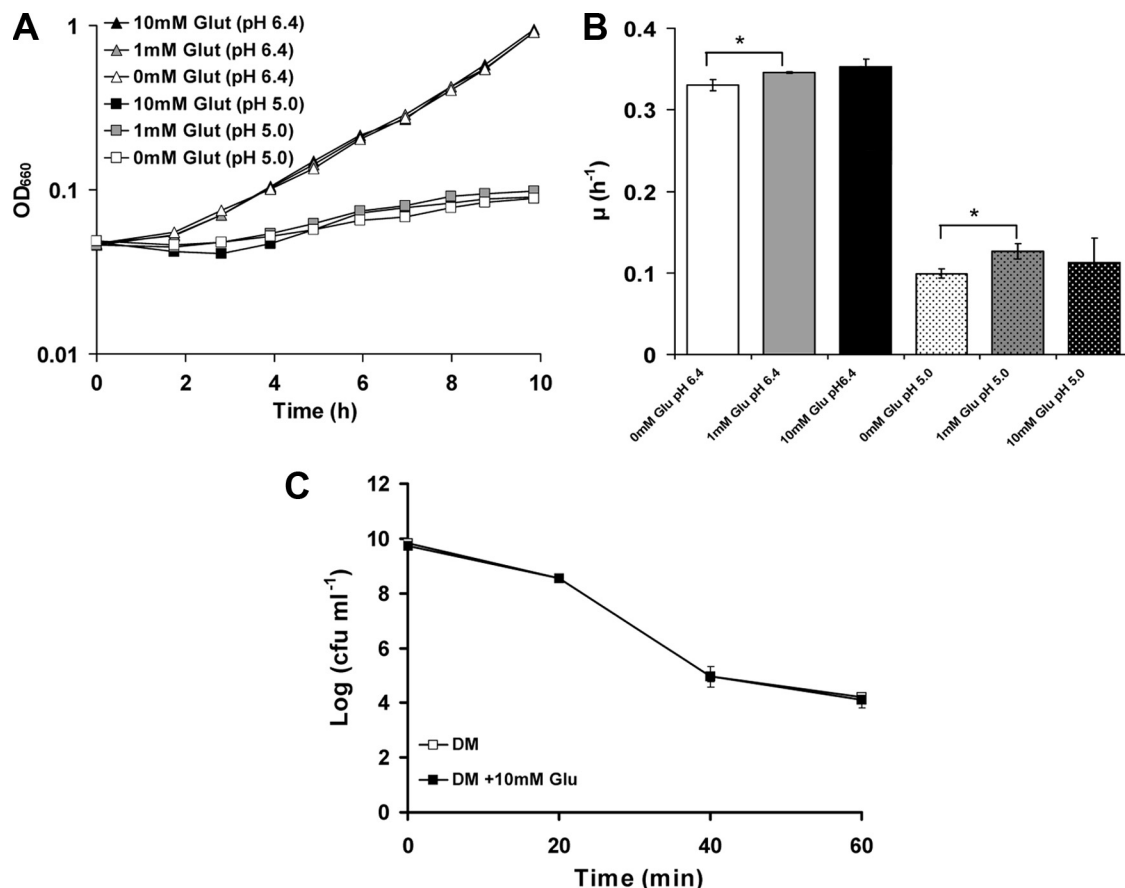 A
10mM Glut (pH 6.4)
1mM Glut (pH 6.4)
0mM Glut (pH 6.4)
10mM Glut (pH 5.0)
1mM Glut (pH 5.0)
0mM Glut (pH 5.0)
1
0.1
0.01
OD660
0 2 4 6 8 10
Time (h)
B
0.4
0.3
0.2
0.1
0
µ (h-1)
*
*
0mM Glu pH 6.4
1mM Glu pH 6.4
10mM Glu pH6.4
0mM Glu pH 5.0
1mM Glu pH 5.0
10mM Glu pH 5.0
C
12
10
8
6
4
2
0
Log (cfu ml-1)
DM
DM +10mM Glu
0 20 40 60
Time (min)